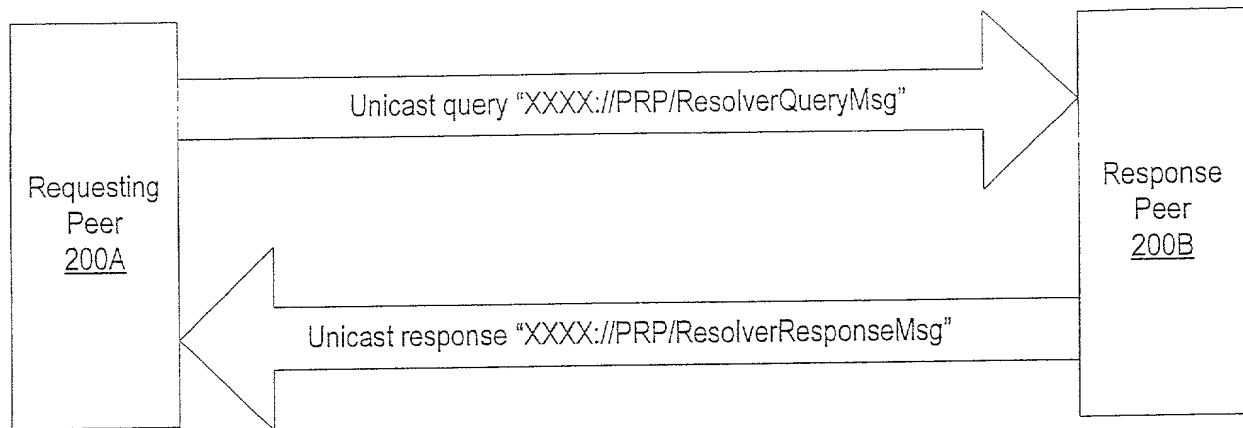 Unicast query “XXXX://PRP/ResolverQueryMsg”
Requesting
Peer
200A
Response
Peer
200B
Unicast response “XXXX://PRP/ResolverResponseMsg”